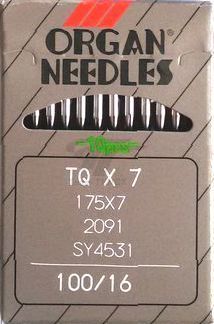 ORGAN®
NEEDLES
TQ X 7
175X7
2091
SY4531
100/16